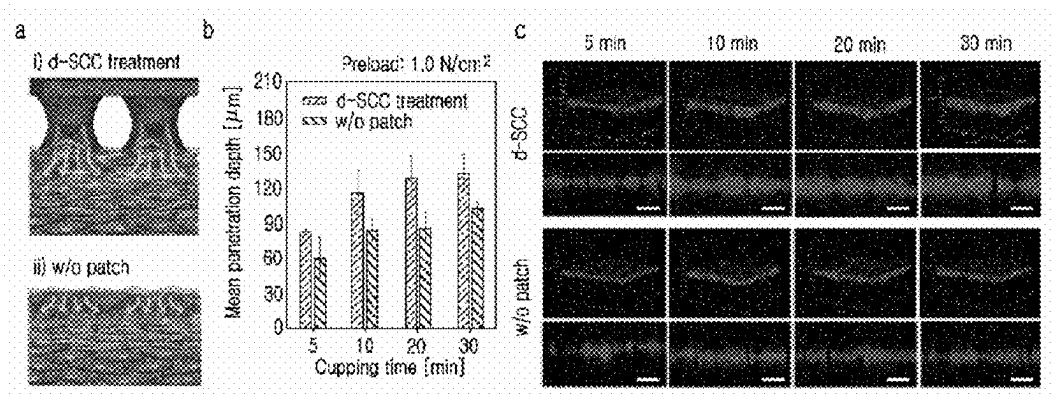 a
i) d-SCC treatment
ii) w/o patch
b
Preload: 1.0 N/cm²
d-SCC treatment
w/o patch
Mean penetration depth [μm]
210
180
150
120
90
60
30
0
5
10
20
30
Cupping time [min]
c
5 min
10 min
20 min
30 min
d-SCC
w/o patch